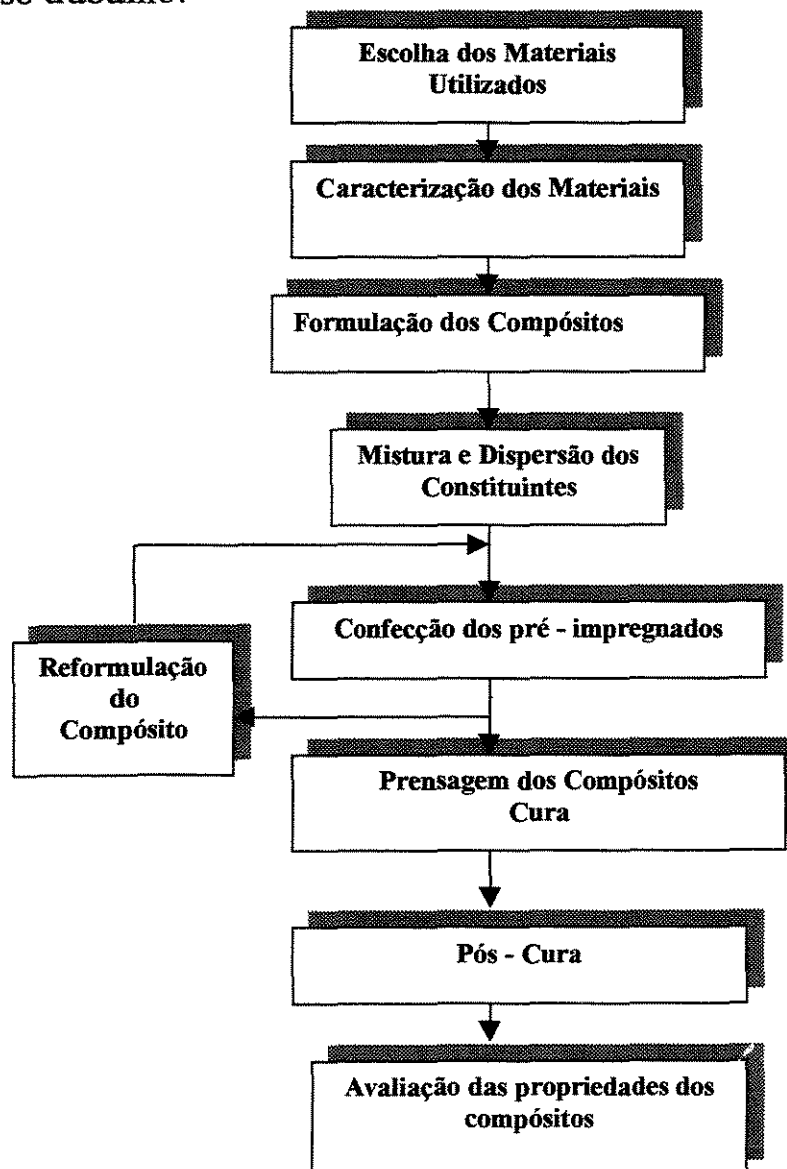 Escolha dos Materiais
Utilizados
Caracterização dos Materiais
Formulação dos Compósitos
Mistura e Dispersão dos
Constituintes
Confecção dos pré - impregnados
Reformulação
do
Compósito
Prensagem dos Compósitos
Cura
Pós - Cura
Avaliação das propriedades dos
compósitos